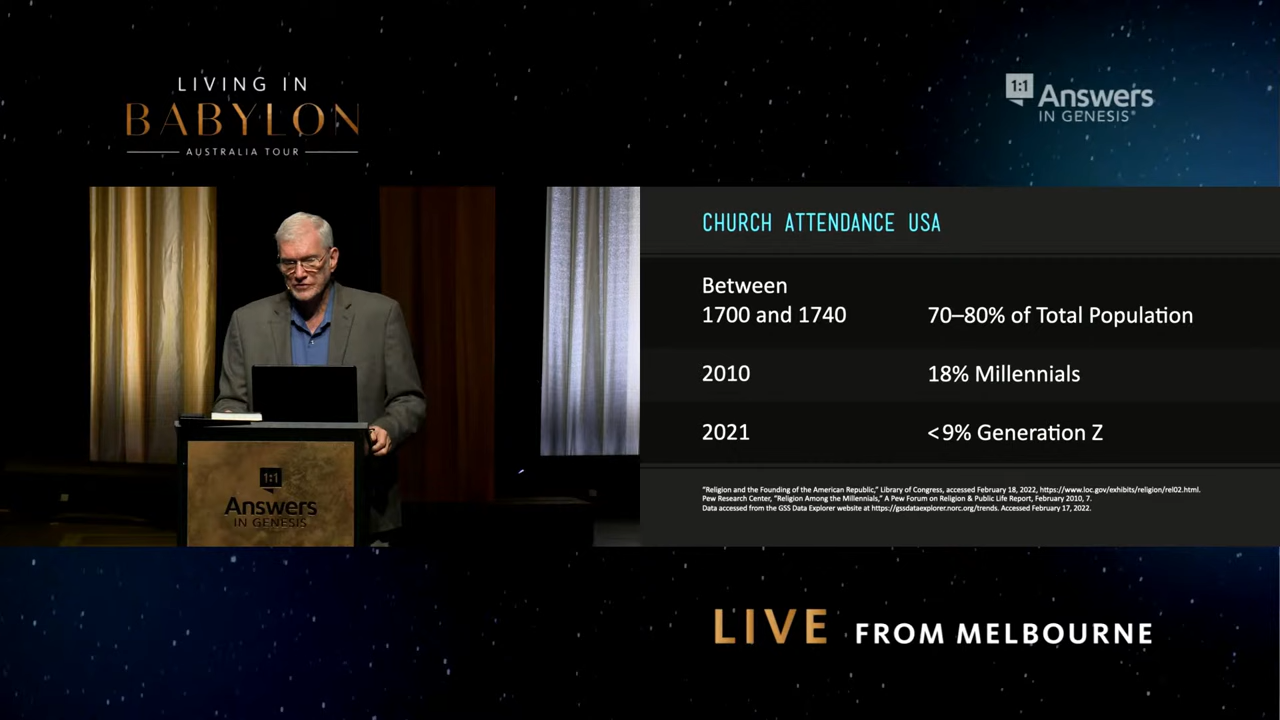 LIVING IN
BABYLON
AUSTRALIA TOUR
1:1
Answers
IN GENESIS®
CHURCH ATTENDANCE USA
Between
1700 and 1740
70–80% of Total Population
2010
18% Millennials
2021
<9% Generation Z
"Religion and the Founding of the American Republic," Library of Congress, accessed February 18, 2022, https://www.loc.gov/exhibits/religion/rel02.html.
Pew Research Center, "Religion Among the Millennials," A Pew Forum on Religion & Public Life Report, February 2010, 7.
Data accessed from the GSS Data Explorer website at https://gssdataexplorer.norc.org/trends. Accessed February 17, 2022.
1:1
Answers
IN GENESIS
LIVE FROM MELBOURNE